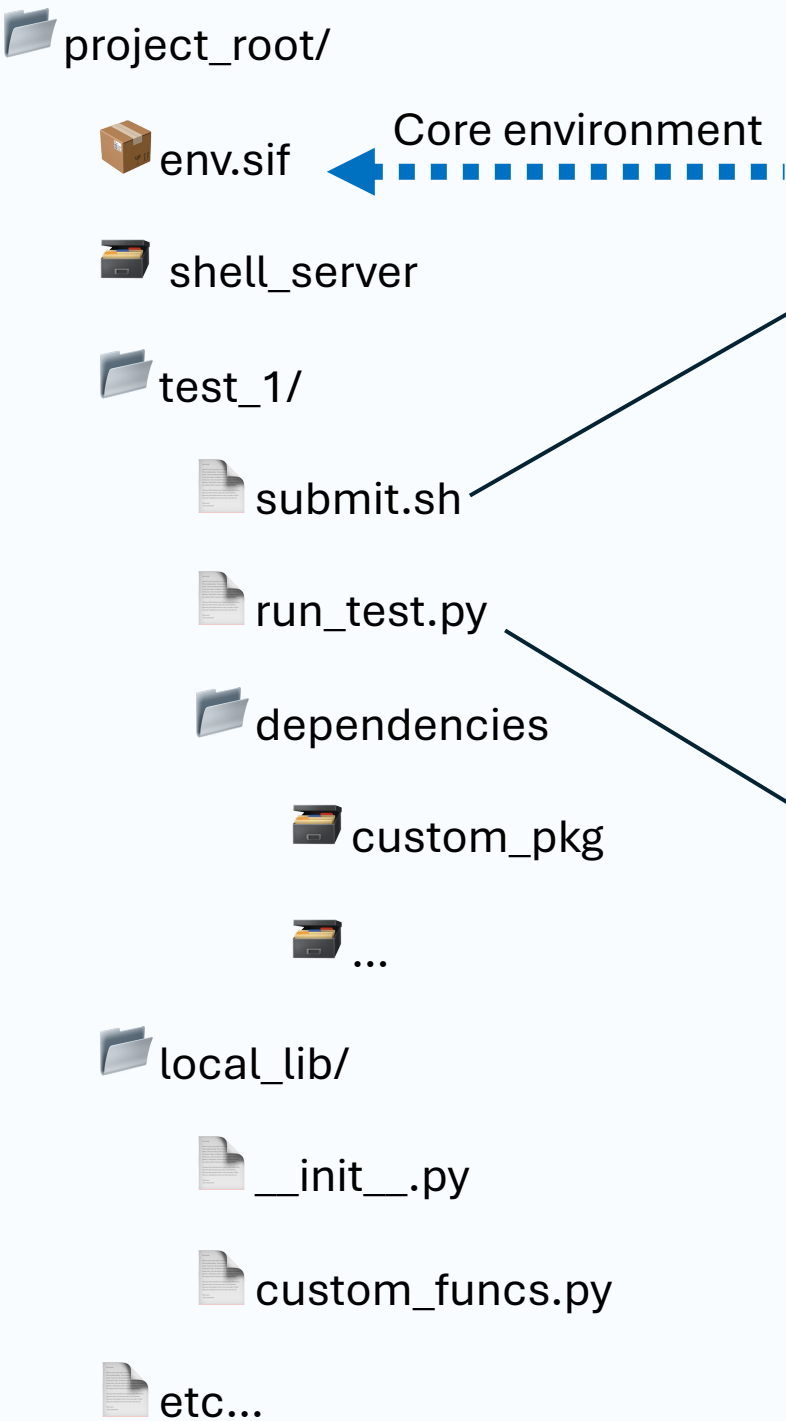 project_root/
Core environment
env.sif
shell_server
test_1/
submit.sh
run_test.py
dependencies
custom_pkg
...
local_lib/
__init__.py
custom_funcs.py
etc...